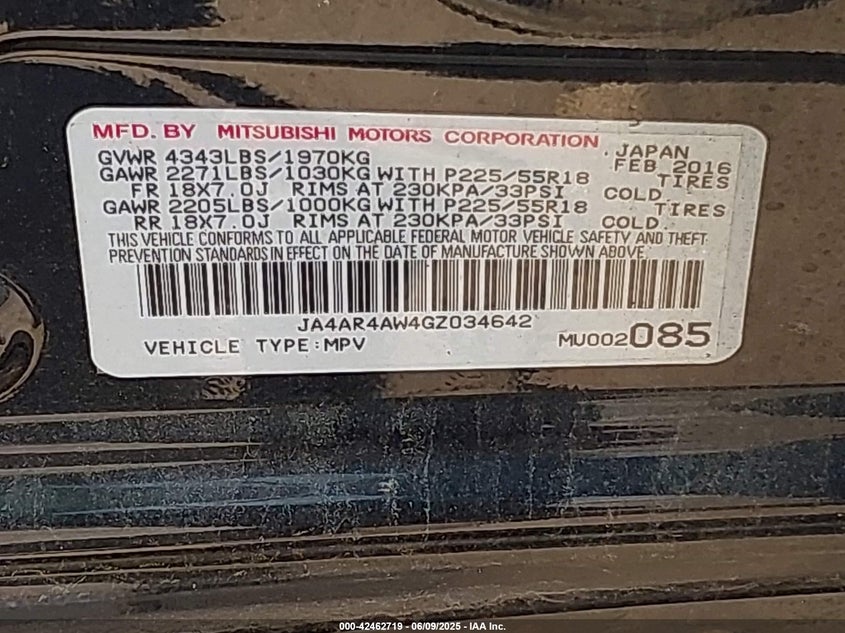 MFD. BY MITSUBISHI MOTORS CORPORATION JAPAN
GVWR 4343LBS/1970KG FEB 2016
GAWR 2271LBS/1030KG WITH P225/55R18 TIRES
FR 18X7.0J RIMS AT 230KPA/33PSI COLD
GAWR 2205LBS/1000KG WITH P225/55R18 TIRES
RR 18X7.0J RIMS AT 230KPA/33PSI COLD
THIS VEHICLE CONFORMS TO ALL APPLICABLE FEDERAL MOTOR VEHICLE SAFETY AND THEFT
PREVENTION STANDARDS IN EFFECT ON THE DATE OF MANUFACTURE SHOWN ABOVE.
JA4AR4AW4GZ034642
VEHICLE TYPE:MPV MU002085
000-42462719 - 06/09/2025 - IAA Inc.